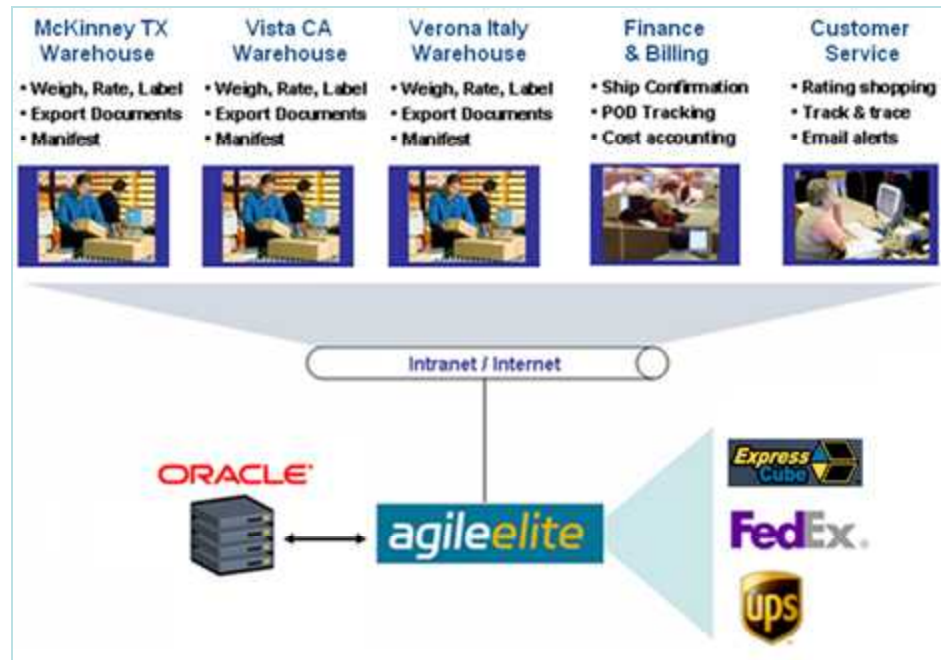 McKinney TX
Warehouse
• Weigh, Rate, Label
• Export Documents
• Manifest
Vista CA
Warehouse
• Weigh, Rate, Label
• Export Documents
• Manifest
Verona Italy
Warehouse
• Weigh, Rate, Label
• Export Documents
• Manifest
Finance
& Billing
• Ship Confirmation
• POD Tracking
• Cost accounting
Customer
Service
• Rating shopping
• Track & trace
• Email alerts
Intranet / Internet
ORACLE®
agileelite
Express
Cube
FedEx®
ups